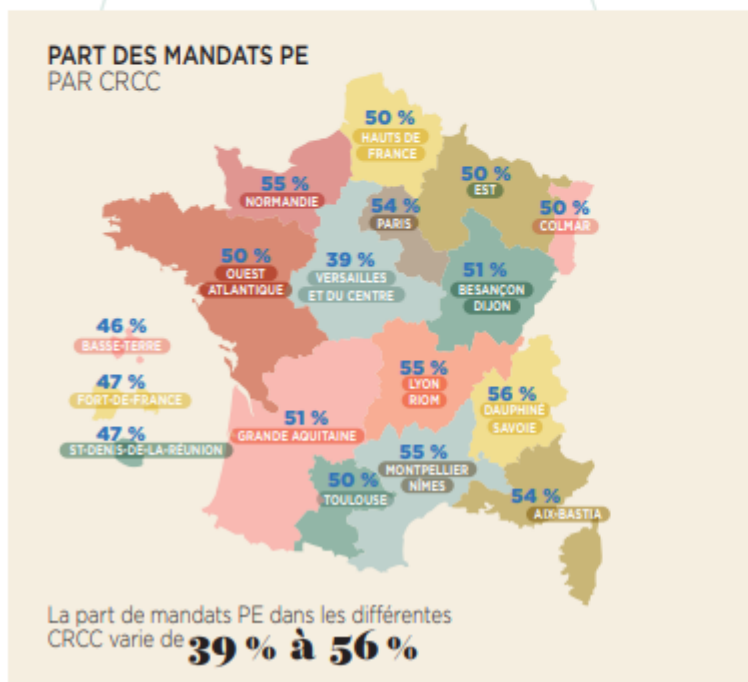 PART DES MANDATS PE
PAR CRCC
50 %
HAUTS DE
FRANCE
55 %
NORMANDIE
54 %
PARIS
50 %
EST
50 %
COLMAR
50 %
OUEST
ATLANTIQUE
39 %
VERSAILLES
ET DU CENTRE
51 %
BESANÇON
DIJON
46 %
BASSE-TERRE
47 %
FORT-DE-FRANCE
47 %
ST-DENIS-DE-LA-RÉUNION
51 %
GRANDE AQUITAINE
55 %
LYON
RIOM
56 %
DAUPHINÉ
SAVOIE
55 %
MONTPELLIER
NÎMES
50 %
TOULOUSE
54 %
AIX-BASTIA
La part de mandats PE dans les différentes
CRCC varie de 39 % à 56 %